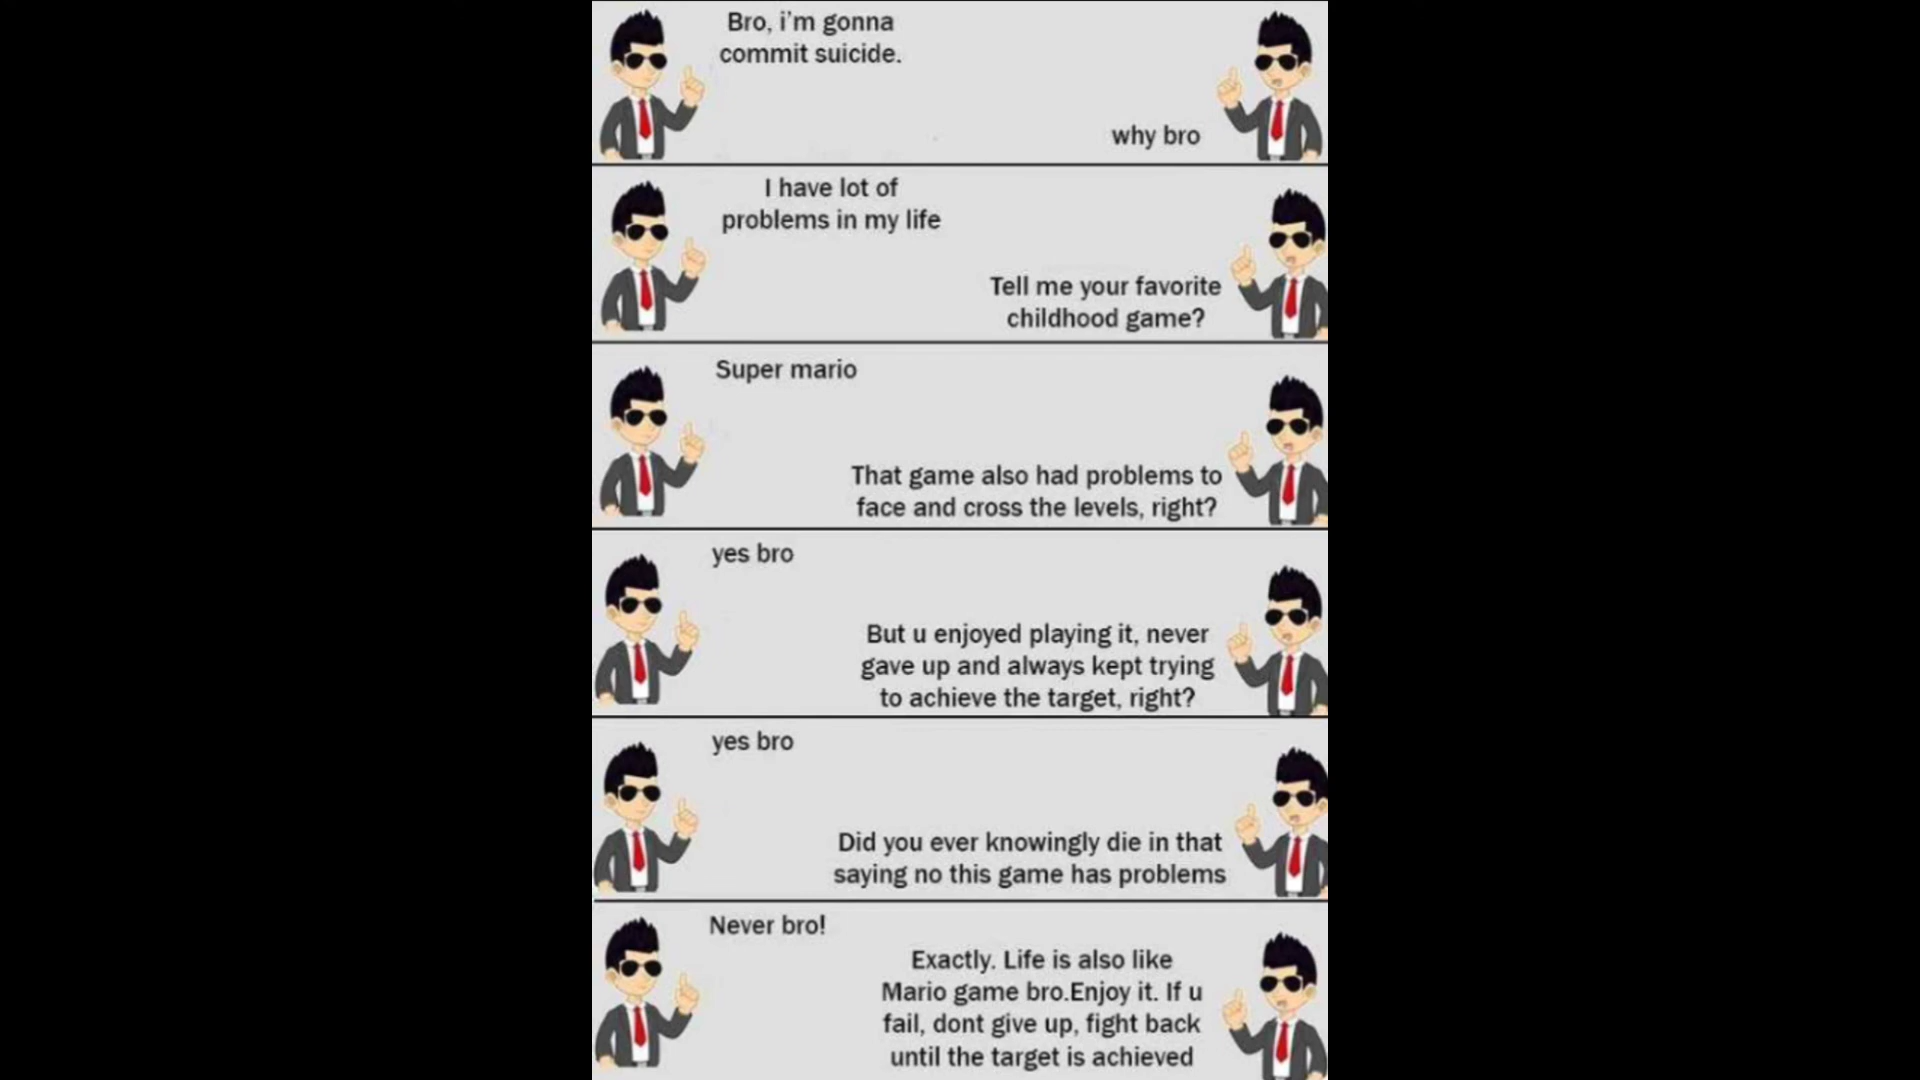 Bro, i'm gonna
commit suicide.
why bro
I have lot of
problems in my life
Tell me your favorite
childhood game?
Super mario
That game also had problems to
face and cross the levels, right?
yes bro
But u enjoyed playing it, never
gave up and always kept trying
to achieve the target, right?
yes bro
Did you ever knowingly die in that
saying no this game has problems
Never bro!
Exactly. Life is also like
Mario game bro.Enjoy it. If u
fail, dont give up, fight back
until the target is achieved